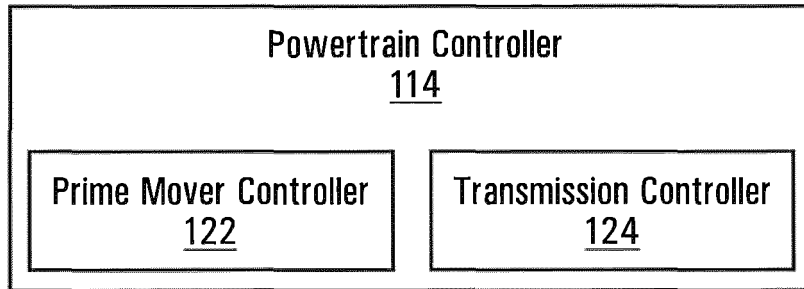 Powertrain Controller
114
Prime Mover Controller
122
Transmission Controller
124